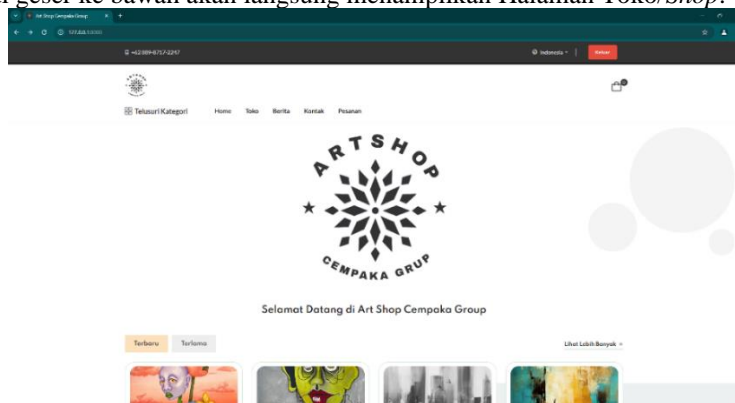 geser ke bawah akan langsung menampilkan Halaman Toko/Shop.
Art Shop Cempaka Group
+62 089-8717-2247
Indonesia
Keluar
Telusuri Kategori
Home
Toko
Berita
Kontak
Pesanan
ARTSHOP
CEMPAKA GRUP
Selamat Datang di Art Shop Cempaka Group
Terbaru
Terlama
Lihat Lebih Banyak